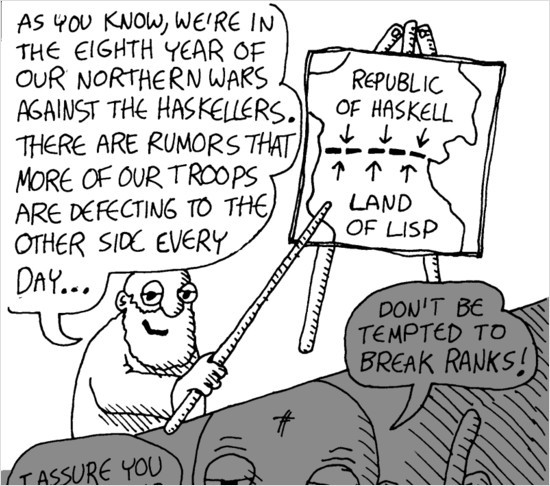 AS YOU KNOW, WE'RE IN
THE EIGHTH YEAR OF
OUR NORTHERN WARS
AGAINST THE HASKELLERS.
THERE ARE RUMORS THAT
MORE OF OUR TROOPS
ARE DEFECTING TO THE
OTHER SIDE EVERY
DAY...
REPUBLIC
OF HASKELL
LAND
OF LISP
DON'T BE
TEMPTED TO
BREAK RANKS!
I ASSURE YOU